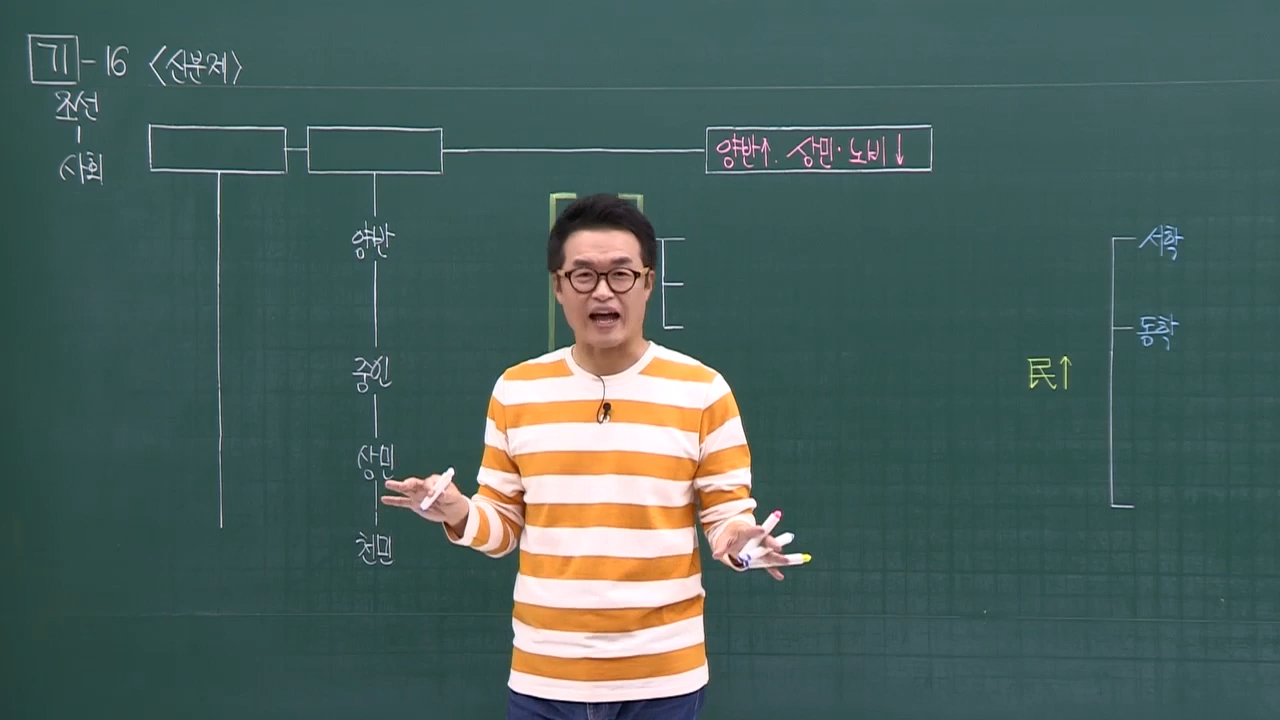 기-16 <신분제>
조선
사회
양반↑. 상민·노비↓
양반
중인
상민
천민
民↑
서학
동학